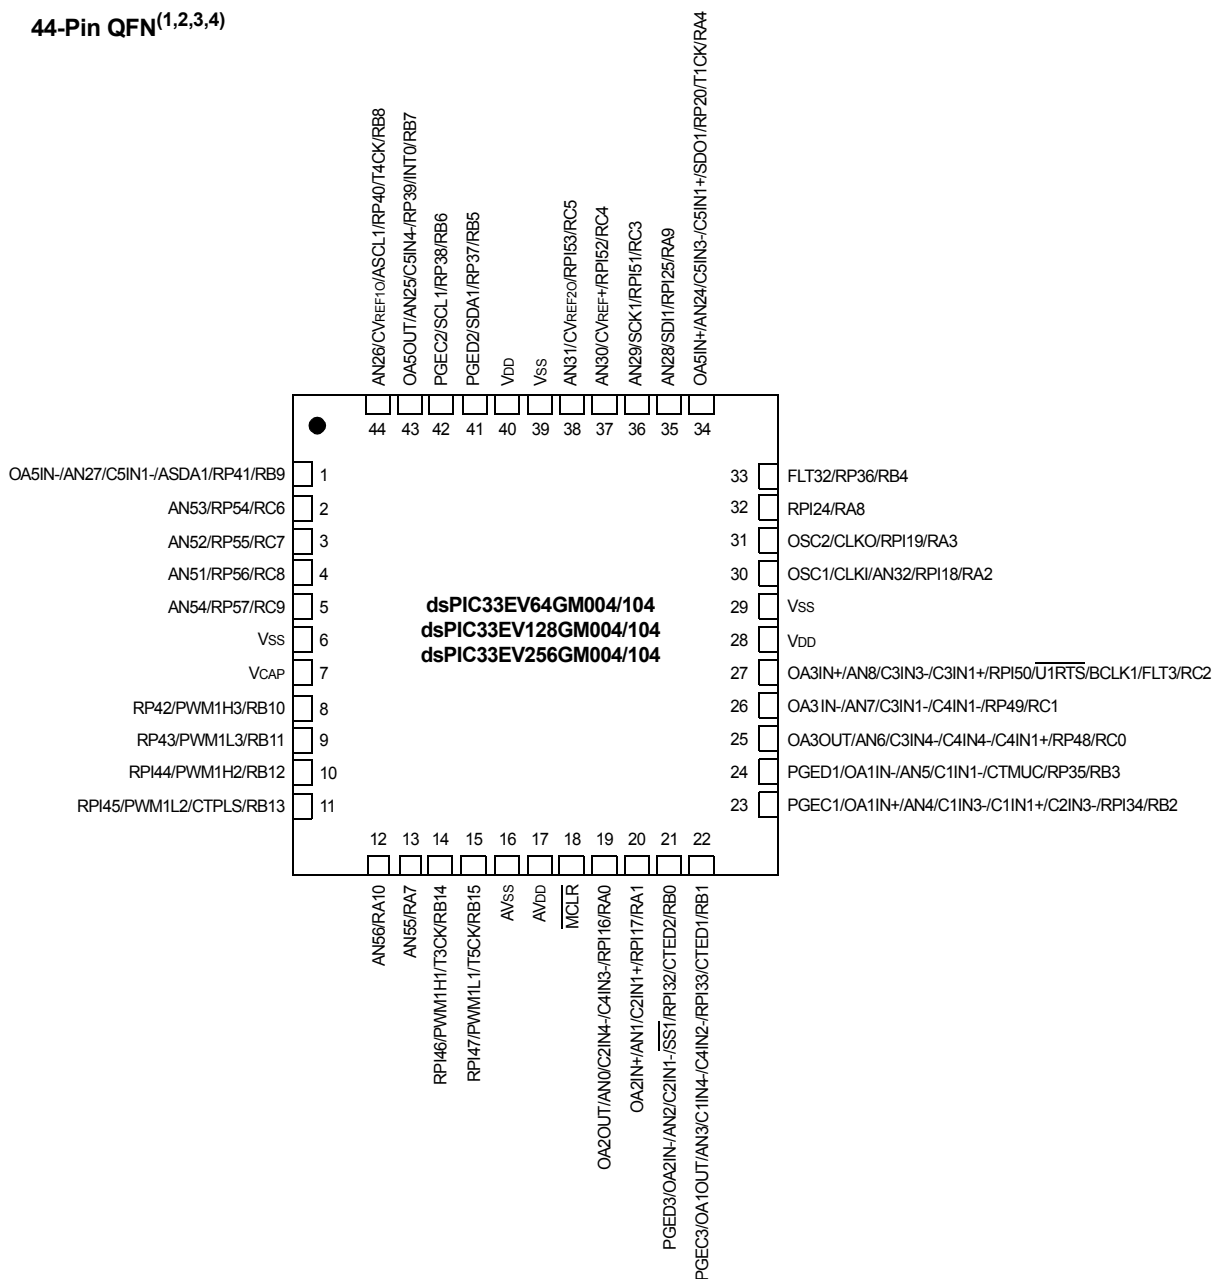 44-Pin QFN(1,2,3,4)
AN26/CVREF1O/ASCL1/RP40/T4CK/RB8
OA5OUT/AN25/C5IN4-/RP39/INT0/RB7
PGEC2/SCL1/RP38/RB6
PGED2/SDA1/RP37/RB5
VDD
VSS
AN31/CVREF2O/RPI53/RC5
AN30/CVREF+/RPI52/RC4
AN29/SCK1/RPI51/RC3
AN28/SDI1/RPI25/RA9
OA5IN+/AN24/C5IN3-/C5IN1+/SDO1/RP20/T1CK/RA4
44 43 42 41 40 39 38 37 36 35 34
OA5IN-/AN27/C5IN1-/ASDA1/RP41/RB9 1
AN53/RP54/RC6 2
AN52/RP55/RC7 3
AN51/RP56/RC8 4
AN54/RP57/RC9 5
VSS 6
VCAP 7
RP42/PWM1H3/RB10 8
RP43/PWM1L3/RB11 9
RPI44/PWM1H2/RB12 10
RPI45/PWM1L2/CTPLS/RB13 11
dsPIC33EV64GM004/104
dsPIC33EV128GM004/104
dsPIC33EV256GM004/104
33 FLT32/RP36/RB4
32 RPI24/RA8
31 OSC2/CLKO/RPI19/RA3
30 OSC1/CLKI/AN32/RPI18/RA2
29 VSS
28 VDD
27 OA3IN+/AN8/C3IN3-/C3IN1+/RPI50/U1RTS/BCLK1/FLT3/RC2
26 OA3IN-/AN7/C3IN1-/C4IN1-/RP49/RC1
25 OA3OUT/AN6/C3IN4-/C4IN4-/C4IN1+/RP48/RC0
24 PGED1/OA1IN-/AN5/C1IN1-/CTMUC/RP35/RB3
23 PGEC1/OA1IN+/AN4/C1IN3-/C1IN1+/C2IN3-/RPI34/RB2
12 13 14 15 16 17 18 19 20 21 22
AN56/RA10
AN55/RA7
RPI46/PWM1H1/T3CK/RB14
RPI47/PWM1L1/T5CK/RB15
AVSS
AVDD
MCLR
OA2OUT/AN0/C2IN4-/C4IN3-/RPI16/RA0
OA2IN+/AN1/C2IN1+/RPI17/RA1
PGED3/OA2IN-/AN2/C2IN1-/SS1/RPI32/CTED2/RB0
PGEC3/OA1OUT/AN3/C1IN4-/C4IN2-/RPI33/CTED1/RB1